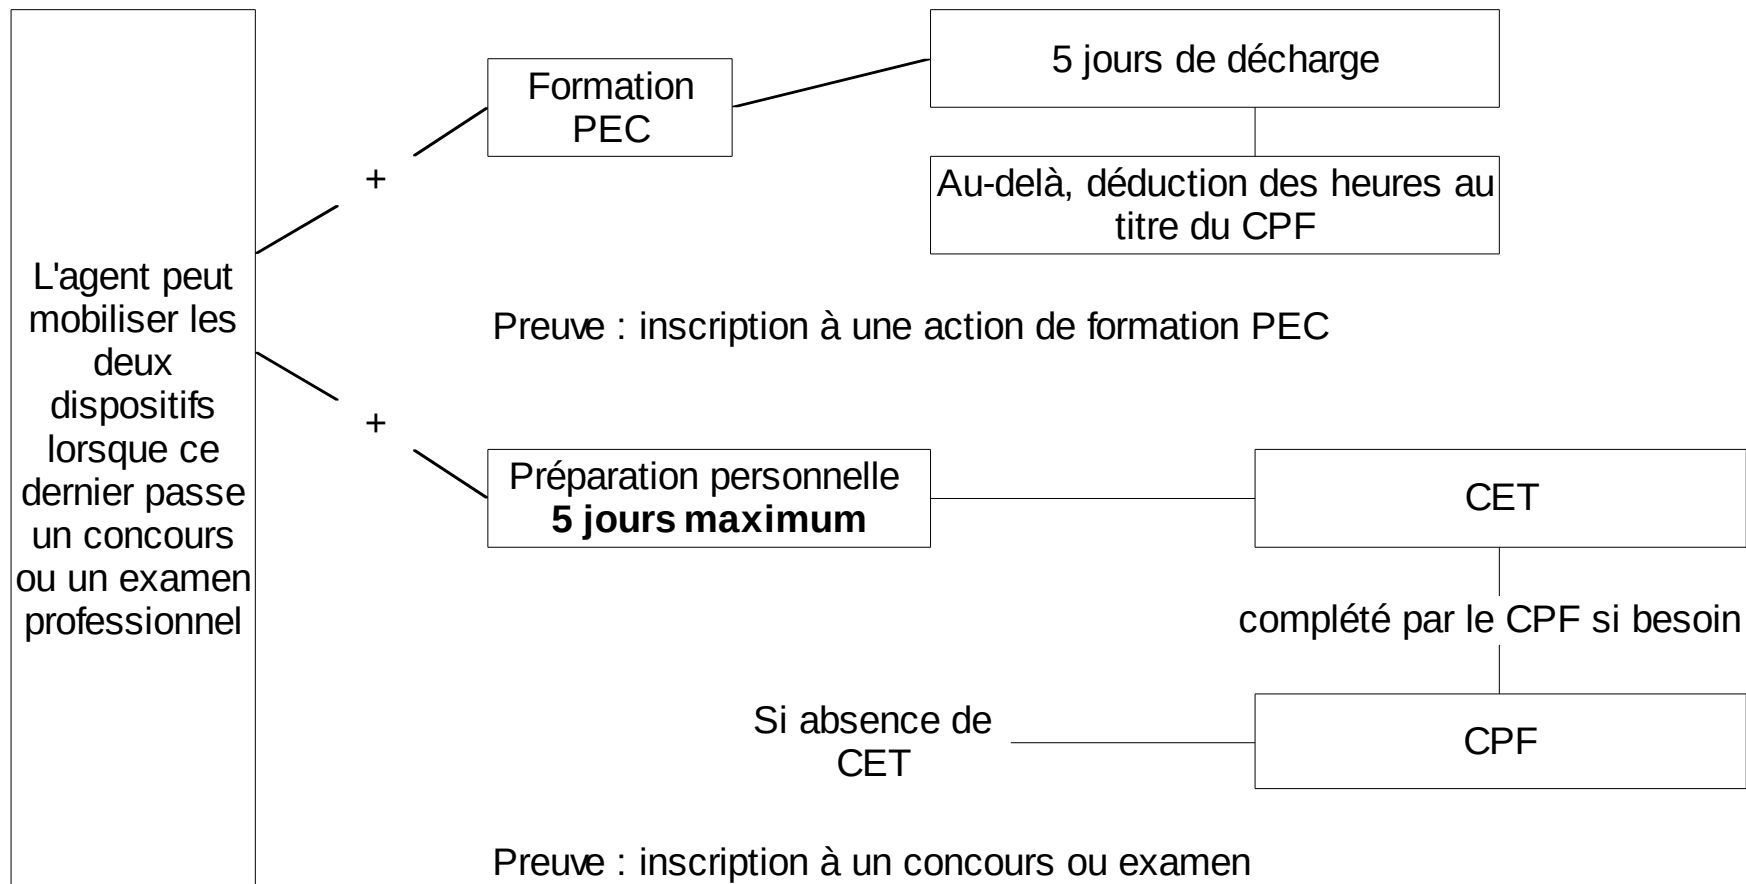 L'agent peut
mobiliser les
deux
dispositifs
lorsque ce
dernier passe
un concours
ou un examen
professionnel
+
Formation
PEC
5 jours de décharge
Au-delà, déduction des heures au
titre du CPF
Preuve : inscription à une action de formation PEC
+
Préparation personnelle
5 jours maximum
CET
complété par le CPF si besoin
Si absence de
CET
CPF
Preuve : inscription à un concours ou examen